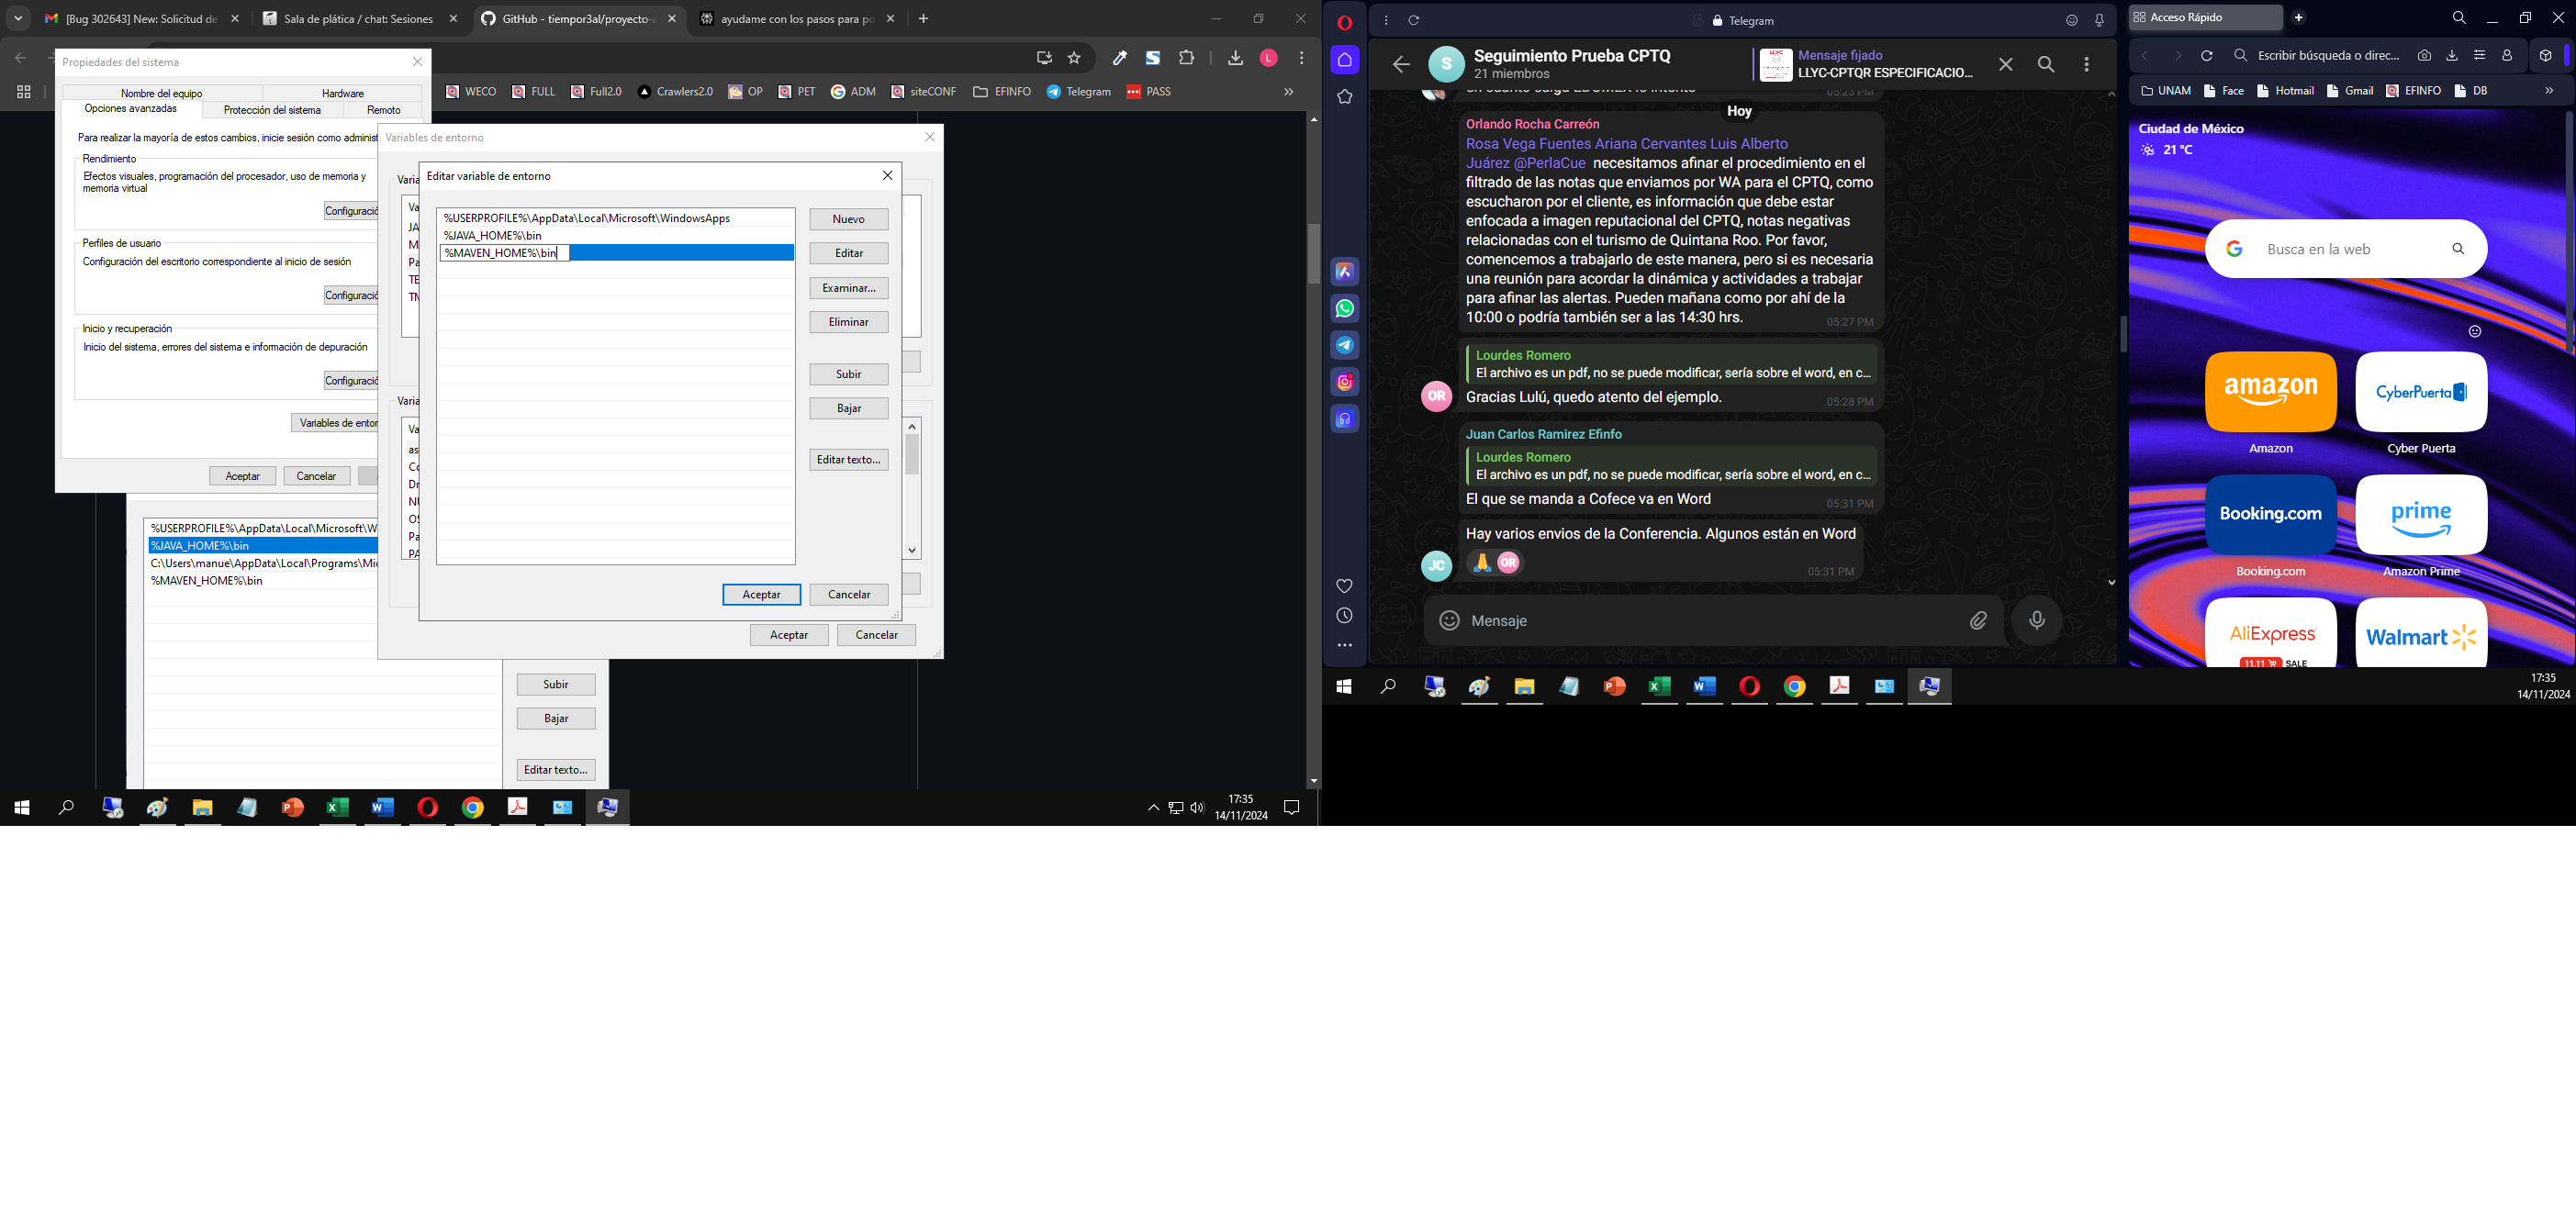 [Bug 302643] New: Solicitud de
Sala de plática / chat: Sesiones
GitHub - tiempor3al/proyecto-
ayudame con los pasos para po
L
WECO
FULL
Full2.0
Crawlers2.0
OP
PET
ADM
siteCONF
EFINFO
Telegram
PASS
»
Propiedades del sistema
Nombre del equipo
Hardware
Opciones avanzadas
Protección del sistema
Remoto
Para realizar la mayoría de estos cambios, inicie sesión como administ
Rendimiento
Efectos visuales, programación del procesador, uso de memoria y
memoria virtual
Configuració
Perfiles de usuario
Configuración del escritorio correspondiente al inicio de sesión
Configuració
Inicio y recuperación
Inicio del sistema, errores del sistema e información de depuración
Configuració
Variables de entor
Aceptar
Cancelar
Variables de entorno
Varia
Va
JA
M
Pa
TE
TN
Varia
Va
as
Co
Dr
NU
OS
Pa
PA
Aceptar
Cancelar
Editar variable de entorno
%USERPROFILE%\AppData\Local\Microsoft\WindowsApps
%JAVA_HOME%\bin
%MAVEN_HOME%\bin
Nuevo
Editar
Examinar...
Eliminar
Subir
Bajar
Editar texto...
Aceptar
Cancelar
%USERPROFILE%\AppData\Local\Microsoft\W
%JAVA_HOME%\bin
C:\Users\manue\AppData\Local\Programs\Mic
%MAVEN_HOME%\bin
Subir
Bajar
Editar texto...
17:35
14/11/2024
Telegram
S
Seguimiento Prueba CPTQ
21 miembros
Mensaje fijado
LLYC-CPTQR ESPECIFICACIO...
05:23 PM
Hoy
Orlando Rocha Carreón
Rosa Vega Fuentes Ariana Cervantes Luis Alberto
Juárez @PerlaCue necesitamos afinar el procedimiento en el
filtrado de las notas que enviamos por WA para el CPTQ, como
escucharon por el cliente, es información que debe estar
enfocada a imagen reputacional del CPTQ, notas negativas
relacionadas con el turismo de Quintana Roo. Por favor,
comencemos a trabajarlo de este manera, pero si es necesaria
una reunión para acordar la dinámica y actividades a trabajar
para afinar las alertas. Pueden mañana como por ahí de la
10:00 o podría también ser a las 14:30 hrs.
05:27 PM
Lourdes Romero
El archivo es un pdf, no se puede modificar, sería sobre el word, en c...
OR
Gracias Lulú, quedo atento del ejemplo.
05:28 PM
Juan Carlos Ramirez Efinfo
Lourdes Romero
El archivo es un pdf, no se puede modificar, sería sobre el word, en c...
El que se manda a Cofece va en Word
05:31 PM
Hay varios envios de la Conferencia. Algunos están en Word
JC
OR
05:31 PM
Mensaje
Acceso Rápido
Escribir búsqueda o direc...
UNAM
Face
Hotmail
Gmail
EFINFO
DB
»
Ciudad de México
21 °C
Busca en la web
amazon
CyberPuerta
Amazon
Cyber Puerta
Booking.com
prime
Booking.com
Amazon Prime
AliExpress
11.11 SALE
Walmart
17:35
14/11/2024